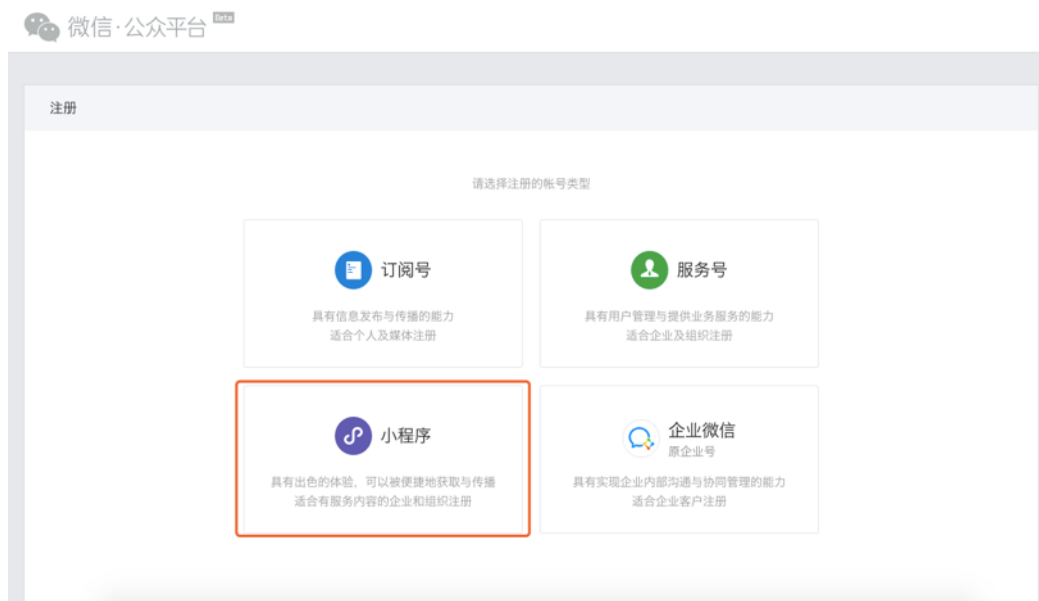 微信·公众平台 Beta
注册
请选择注册的帐号类型
订阅号
具有信息发布与传播的能力
适合个人及媒体注册
服务号
具有用户管理与提供业务服务的能力
适合企业及组织注册
小程序
具有出色的体验，可以被便捷地获取与传播
适合有服务内容的企业和组织注册
企业微信
原企业号
具有实现企业内部沟通与协同管理的能力
适合企业客户注册